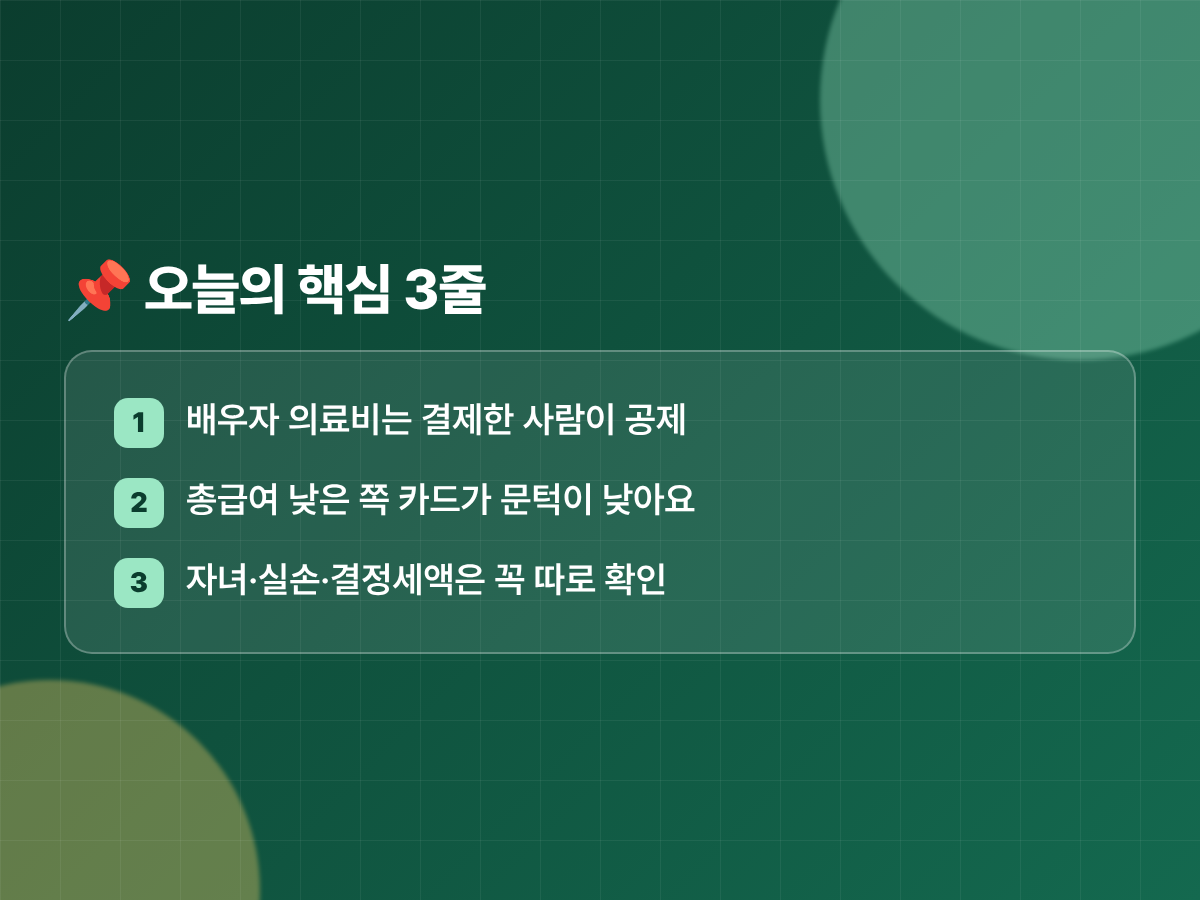 📌 오늘의 핵심 3줄
1 배우자 의료비는 결제한 사람이 공제
2 총급여 낮은 쪽 카드가 문턱이 낮아요
3 자녀·실손·결정세액은 꼭 따로 확인